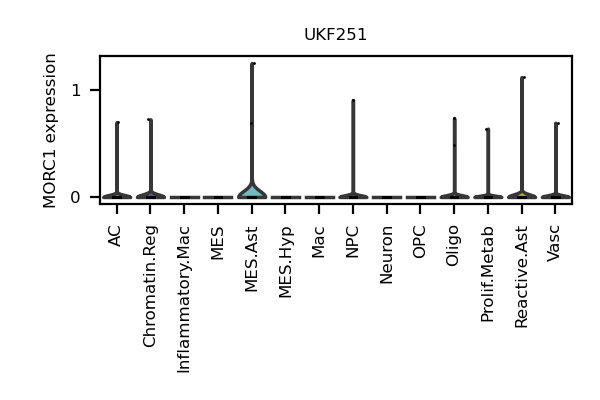 UKF251
MORC1 expression
1
0
AC
Chromatin.Reg
Inflammatory.Mac
MES
MES.Ast
MES.Hyp
Mac
NPC
Neuron
OPC
Oligo
Prolif.Metab
Reactive.Ast
Vasc